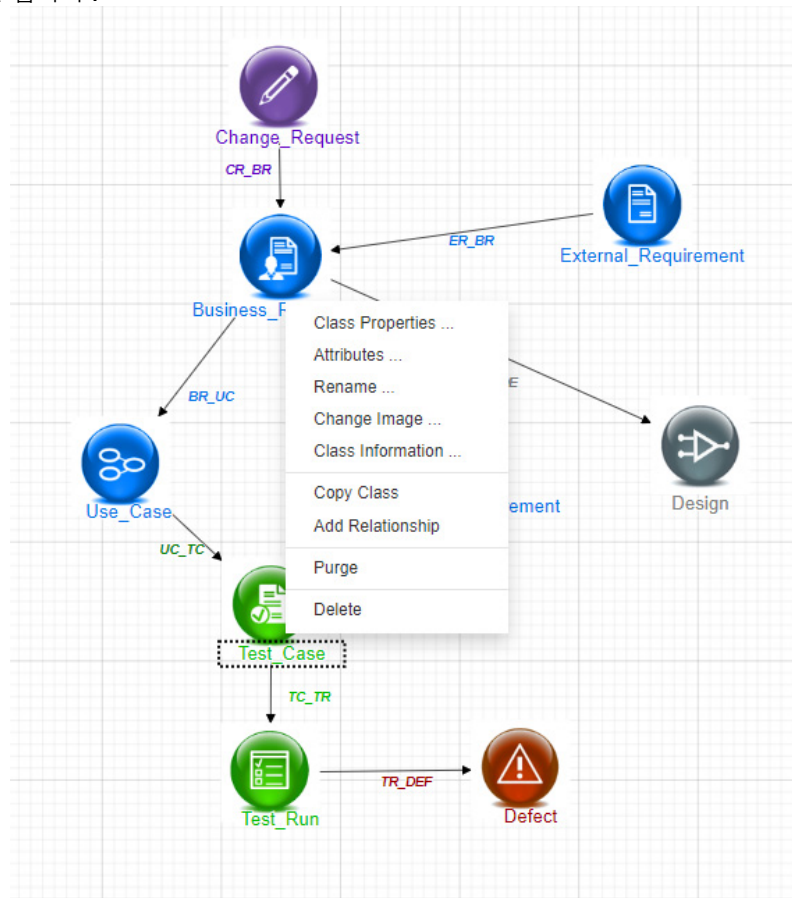 Change_Request
CR_BR
ER_BR
External_Requirement
Business_R
Class Properties ...
Attributes ...
Rename ...
Change Image ...
Class Information ...
Copy Class
Add Relationship
Purge
Delete
BR_UC
E
ement
Design
Use_Case
UC_TC
Test_Case
TC_TR
Test_Run
TR_DEF
Defect